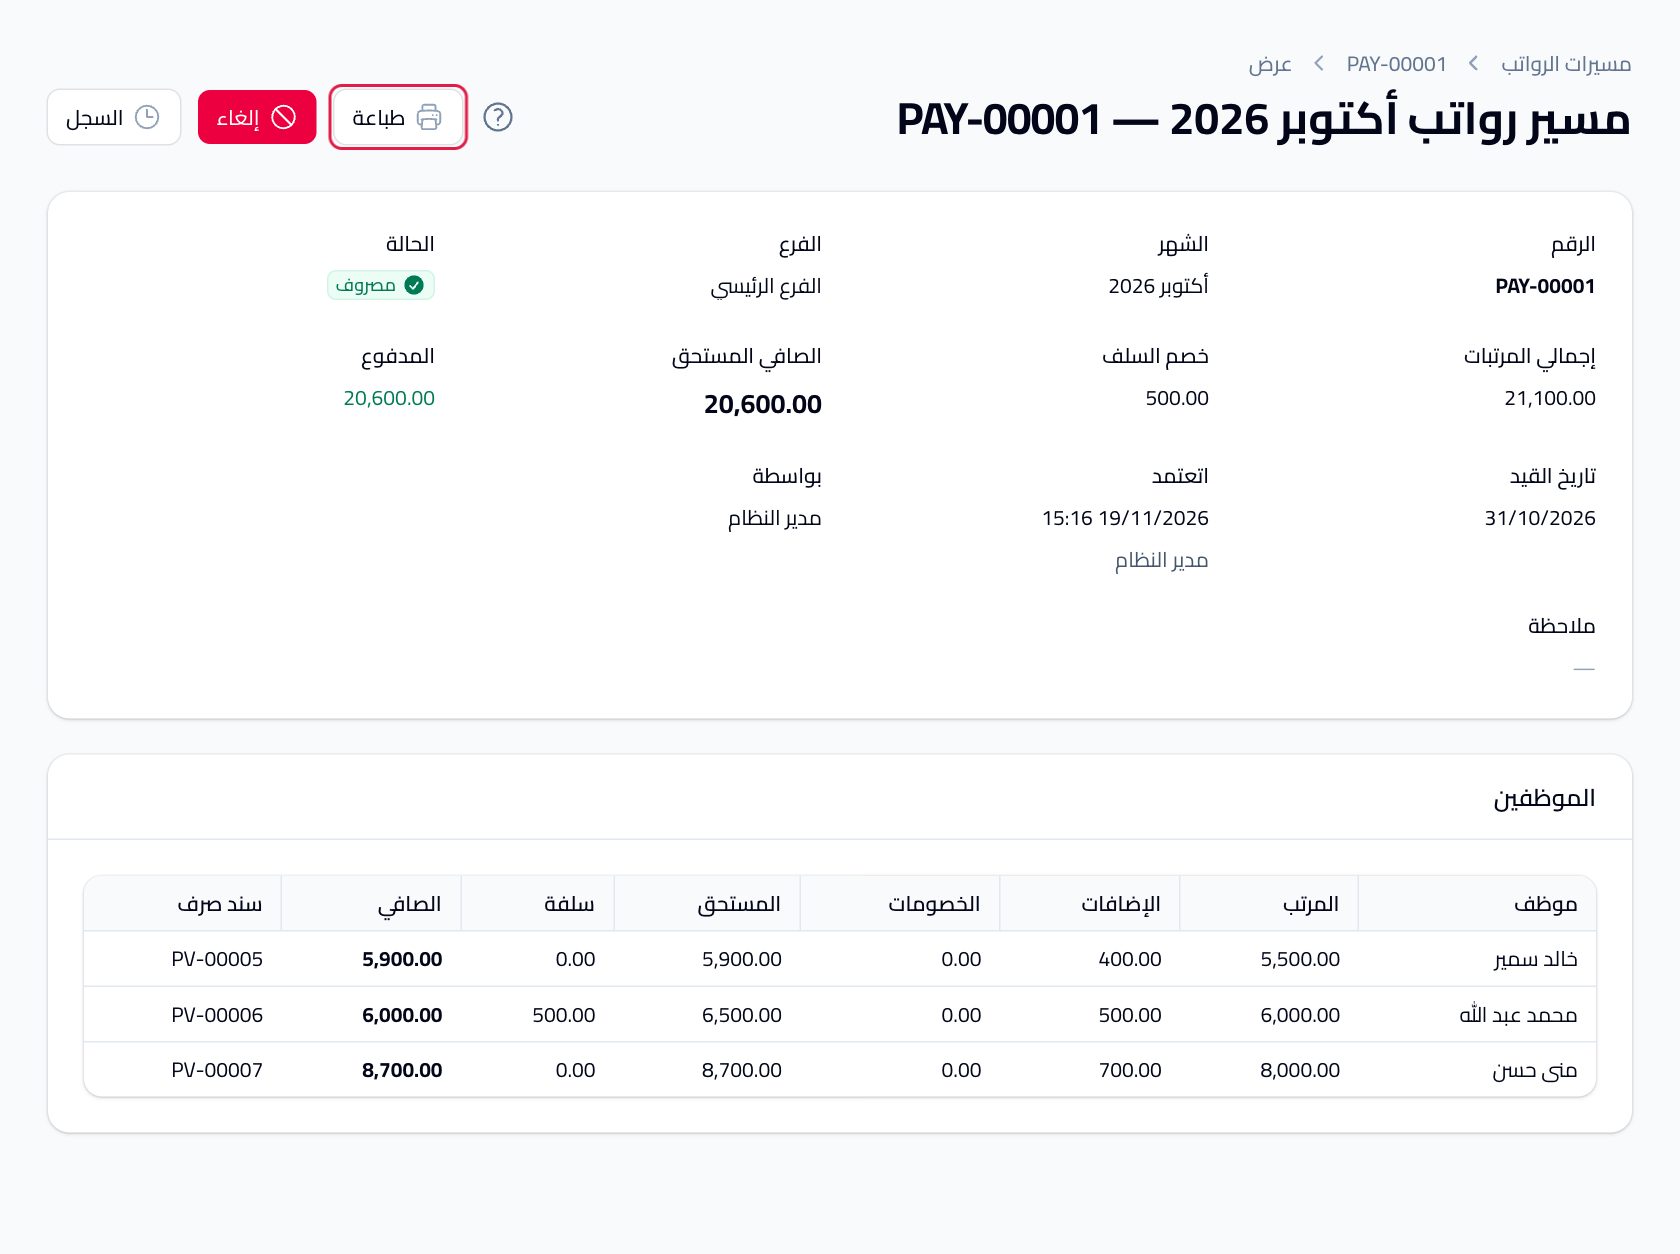 مسيرات الرواتب > PAY-00001 > عرض
مسير رواتب أكتوبر 2026 — PAY-00001
طباعة
إلغاء
السجل
الرقم الشهر الفرع الحالة
PAY-00001 أكتوبر 2026 الفرع الرئيسي مصروف
إجمالي المرتبات خصم السلف الصافي المستحق المدفوع
21,100.00 500.00 20,600.00 20,600.00
تاريخ القيد اتعتمد بواسطة
31/10/2026 19/11/2026 15:16 مدير النظام
مدير النظام
ملاحظة
—
الموظفين
موظف المرتب الإضافات الخصومات المستحق سلفة الصافي سند صرف
خالد سمير 5,500.00 400.00 0.00 5,900.00 0.00 5,900.00 PV-00005
محمد عبد الله 6,000.00 500.00 0.00 6,500.00 500.00 6,000.00 PV-00006
منى حسن 8,000.00 700.00 0.00 8,700.00 0.00 8,700.00 PV-00007